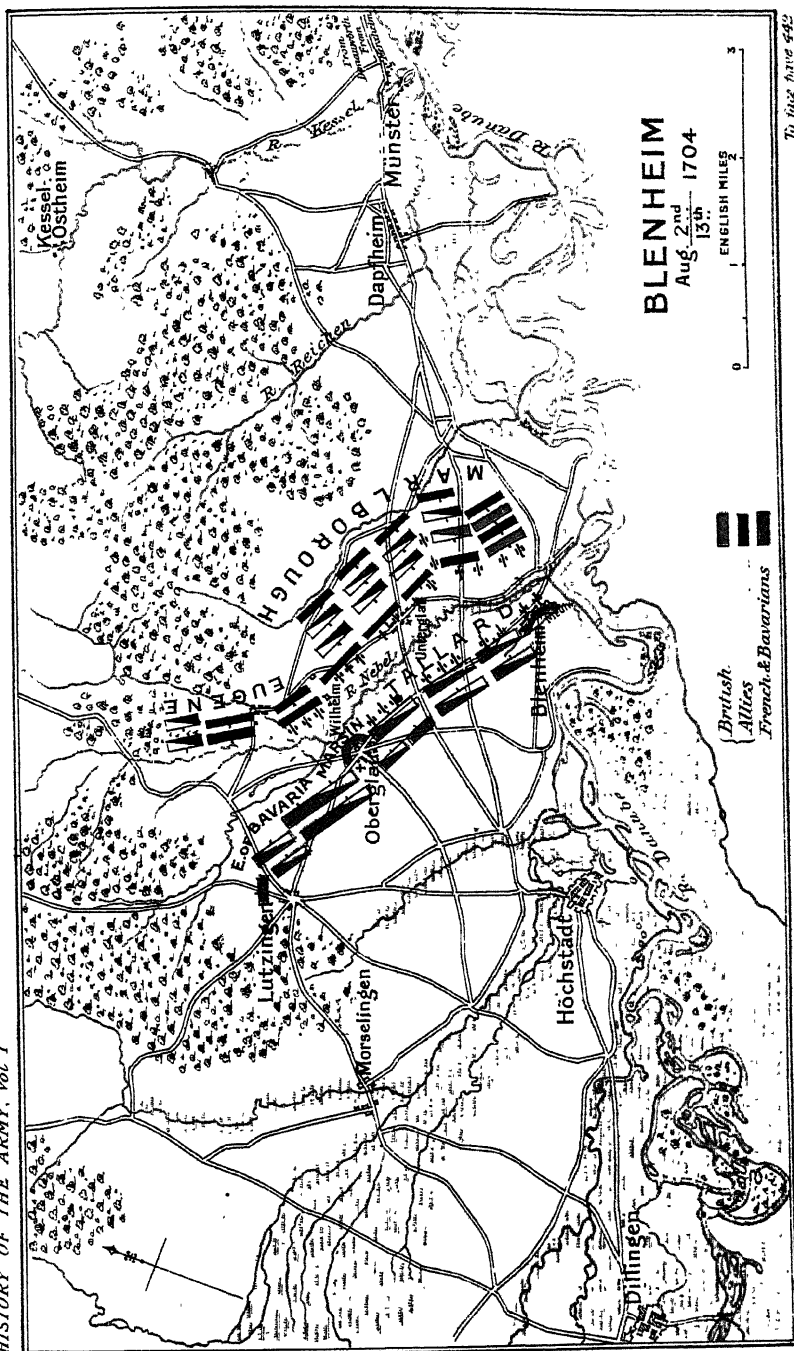 HISTORY OF THE ARMY, Vol I
To face page 442
BLENHEIM
Aug. 2nd 1704
13th
ENGLISH MILES
0 1 2 3
British
Allies
French & Bavarians
Kessel
Ostheim
R Kessel
From
from
Münster
Dapfheim
R Danube
R Reichen
MARLBOROUGH
EUGENE
Wilheim
R. Nebel
Unterglau
TALLARD
MARSIN
E. OF BAVARIA
Oberglau
Blenheim
Lutzingen
Morselingen
Höchstädt
R. Danube
Dillingen